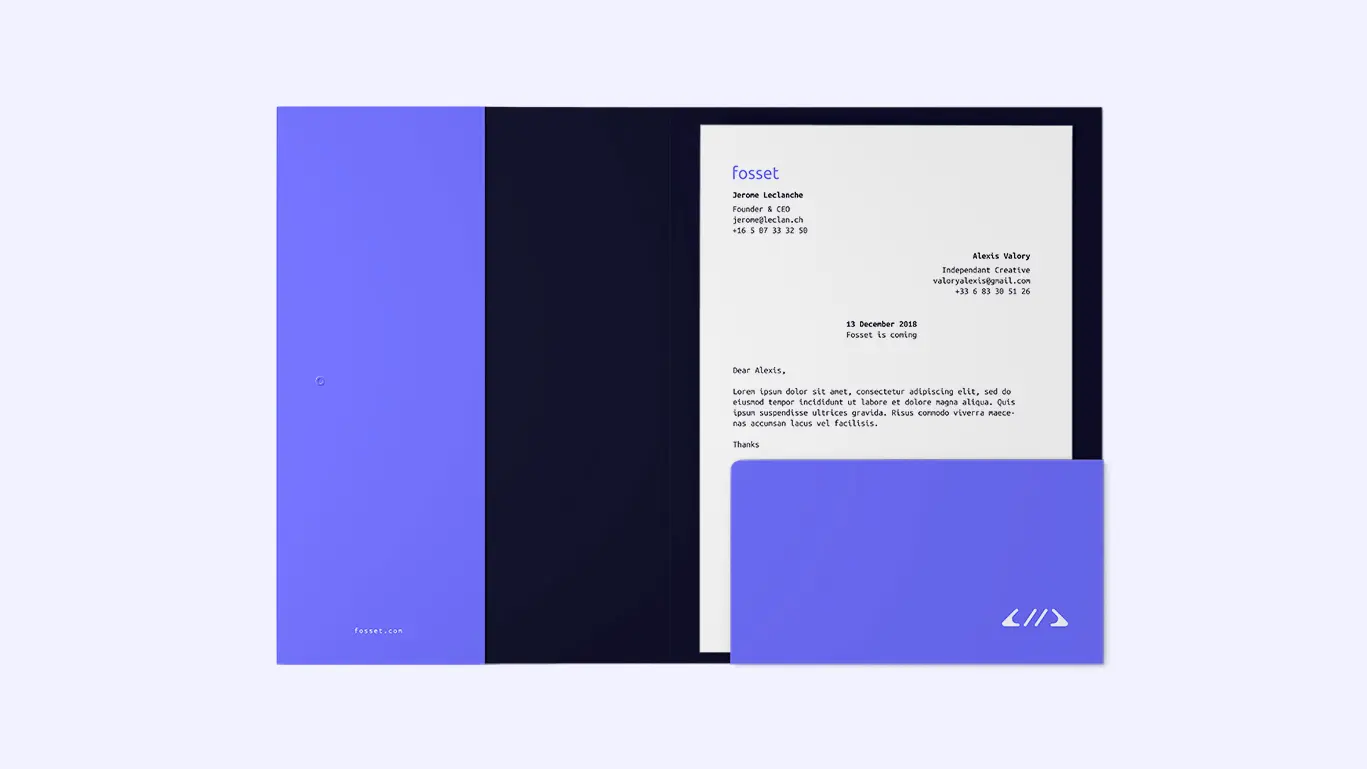 fosset
Jerome Leclanche
Founder & CEO
jerome@leclan.ch
+16 5 07 33 32 50
Alexis Valory
Independant Creative
valoryalexis@gmail.com
+33 6 83 30 51 26
13 December 2018
Fosset is coming
Dear Alexis,
Lorem ipsum dolor sit amet, consectetur adipiscing elit, sed do
eiusmod tempor incididunt ut labore et dolore magna aliqua. Quis
ipsum suspendisse ultrices gravida. Risus commodo viverra maece-
nas accumsan lacus vel facilisis.
Thanks
fosset.com